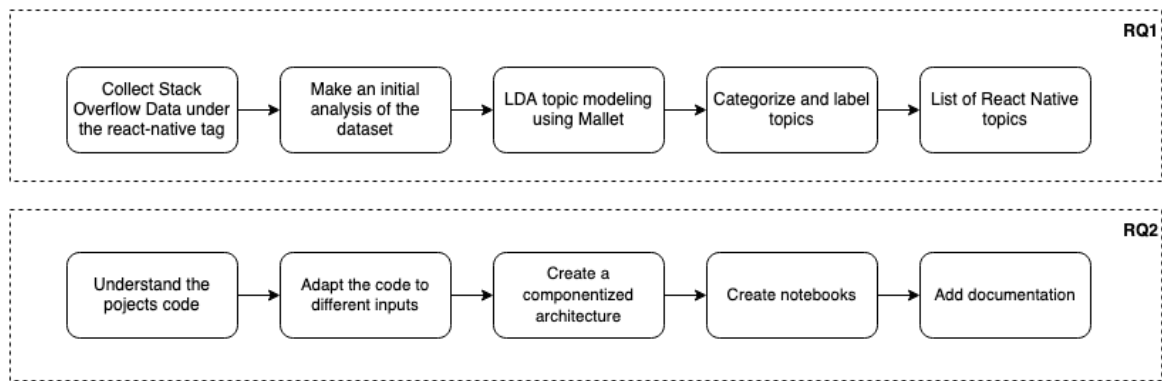 RQ1
Collect Stack
Overflow Data under
the react-native tag
Make an initial
analysis of the
dataset
LDA topic modeling
using Mallet
Categorize and label
topics
List of React Native
topics
RQ2
Understand the
pojects code
Adapt the code to
different inputs
Create a
componentized
architecture
Create notebooks
Add documentation